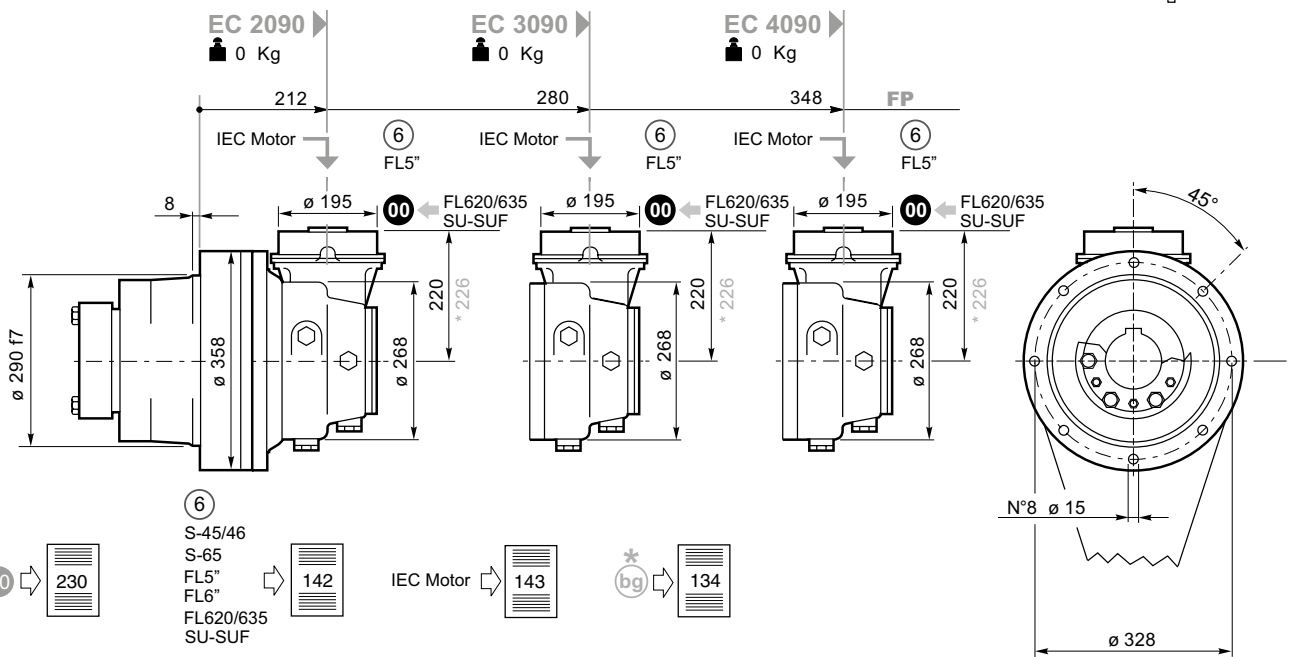 EC 2090
0 Kg
EC 3090
0 Kg
EC 4090
0 Kg
212
280
348
FP
IEC Motor
6
FL5”
IEC Motor
6
FL5”
IEC Motor
6
FL5”
8
ø 195
00
FL620/635
SU-SUF
ø 195
00
FL620/635
SU-SUF
ø 195
00
FL620/635
SU-SUF
45°
ø 290 f7
ø 358
ø 268
220
* 226
ø 268
220
* 226
ø 268
220
* 226
N°8 ø 15
ø 328
230
6
S-45/46
S-65
FL5”
FL6”
FL620/635
SU-SUF
142
IEC Motor
143
*
bg
134